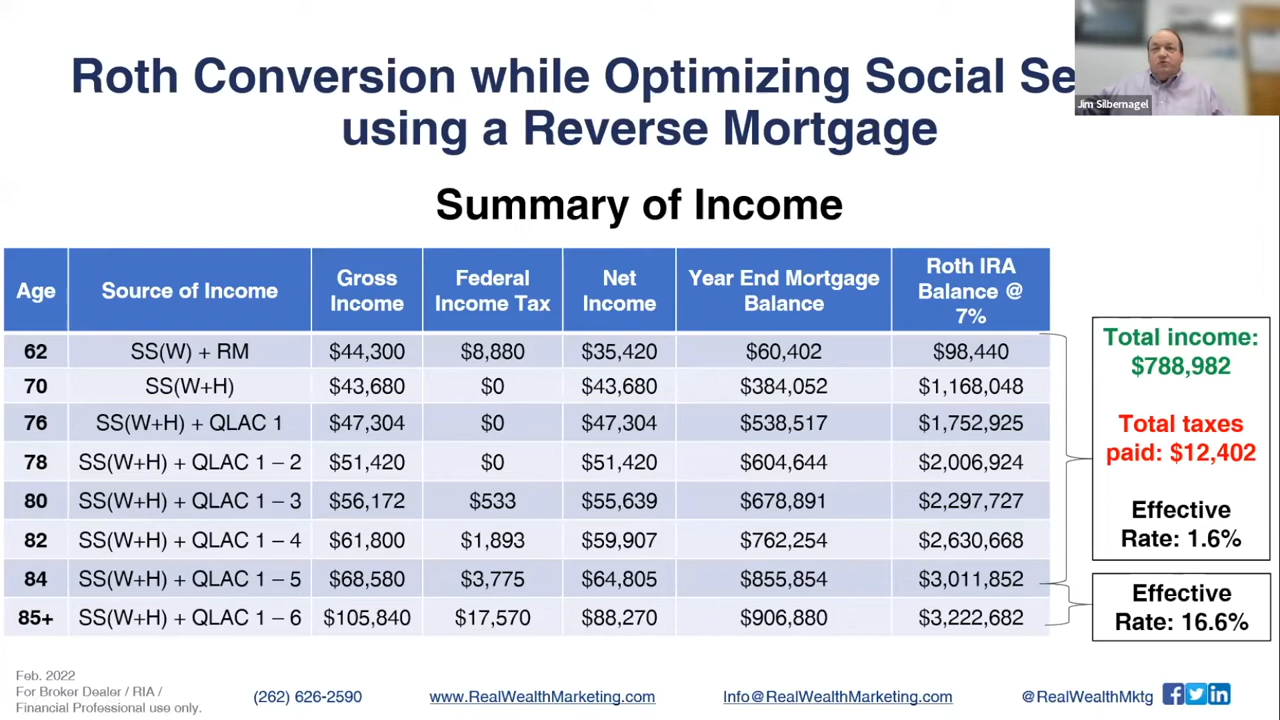 Roth Conversion while Optimizing Social Se
using a Reverse Mortgage
Jim Silbernagel
Summary of Income
Age Source of Income Gross Income Federal Income Tax Net Income Year End Mortgage Balance Roth IRA Balance @ 7%
62 SS(W) + RM $44,300 $8,880 $35,420 $60,402 $98,440
70 SS(W+H) $43,680 $0 $43,680 $384,052 $1,168,048
76 SS(W+H) + QLAC 1 $47,304 $0 $47,304 $538,517 $1,752,925
78 SS(W+H) + QLAC 1 – 2 $51,420 $0 $51,420 $604,644 $2,006,924
80 SS(W+H) + QLAC 1 – 3 $56,172 $533 $55,639 $678,891 $2,297,727
82 SS(W+H) + QLAC 1 – 4 $61,800 $1,893 $59,907 $762,254 $2,630,668
84 SS(W+H) + QLAC 1 – 5 $68,580 $3,775 $64,805 $855,854 $3,011,852
85+ SS(W+H) + QLAC 1 – 6 $105,840 $17,570 $88,270 $906,880 $3,222,682
Total income:
$788,982
Total taxes
paid: $12,402
Effective
Rate: 1.6%
Effective
Rate: 16.6%
Feb. 2022
For Broker Dealer / RIA /
Financial Professional use only.
(262) 626-2590 www.RealWealthMarketing.com Info@RealWealthMarketing.com @RealWealthMktg